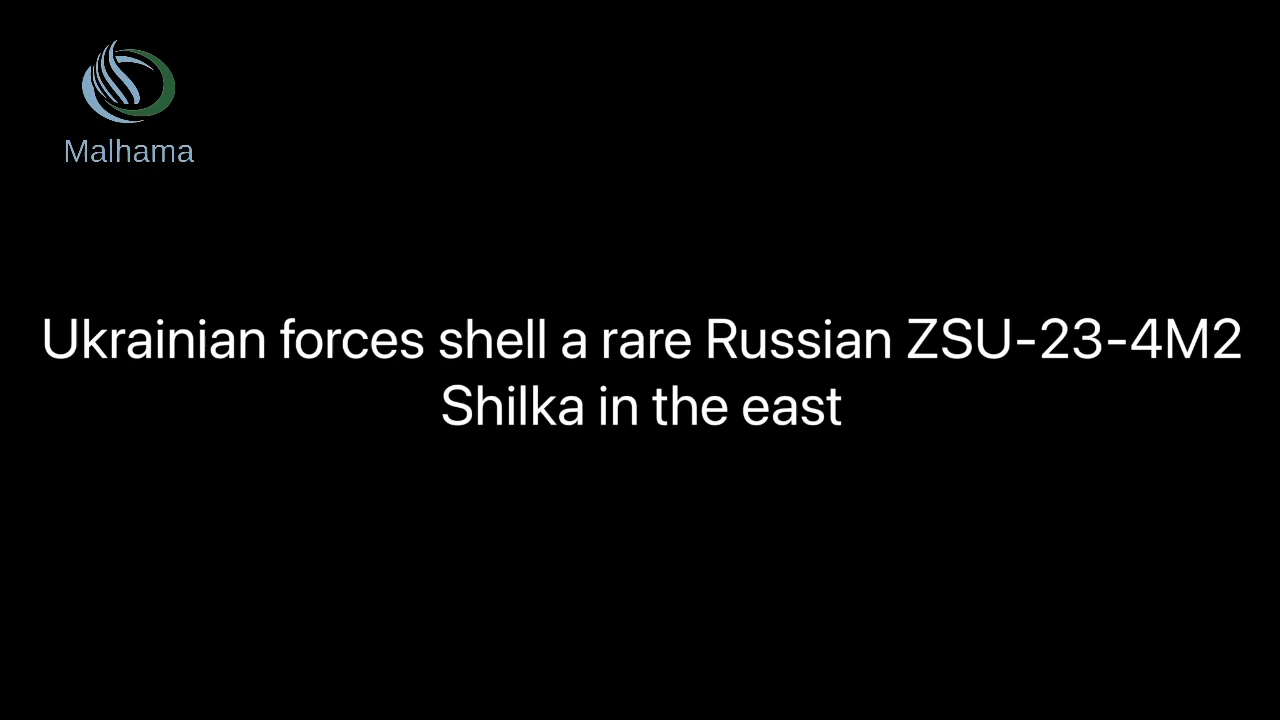 Malhama
Ukrainian forces shell a rare Russian ZSU-23-4M2
Shilka in the east